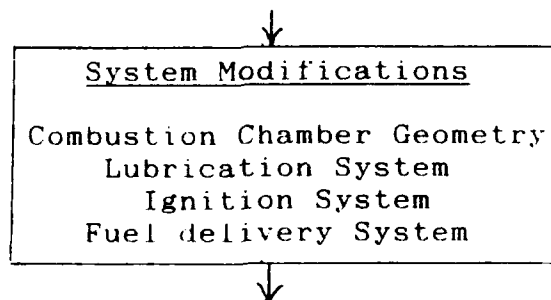 System Modifications
Combustion Chamber Geometry
Lubrication System
Ignition System
Fuel delivery System